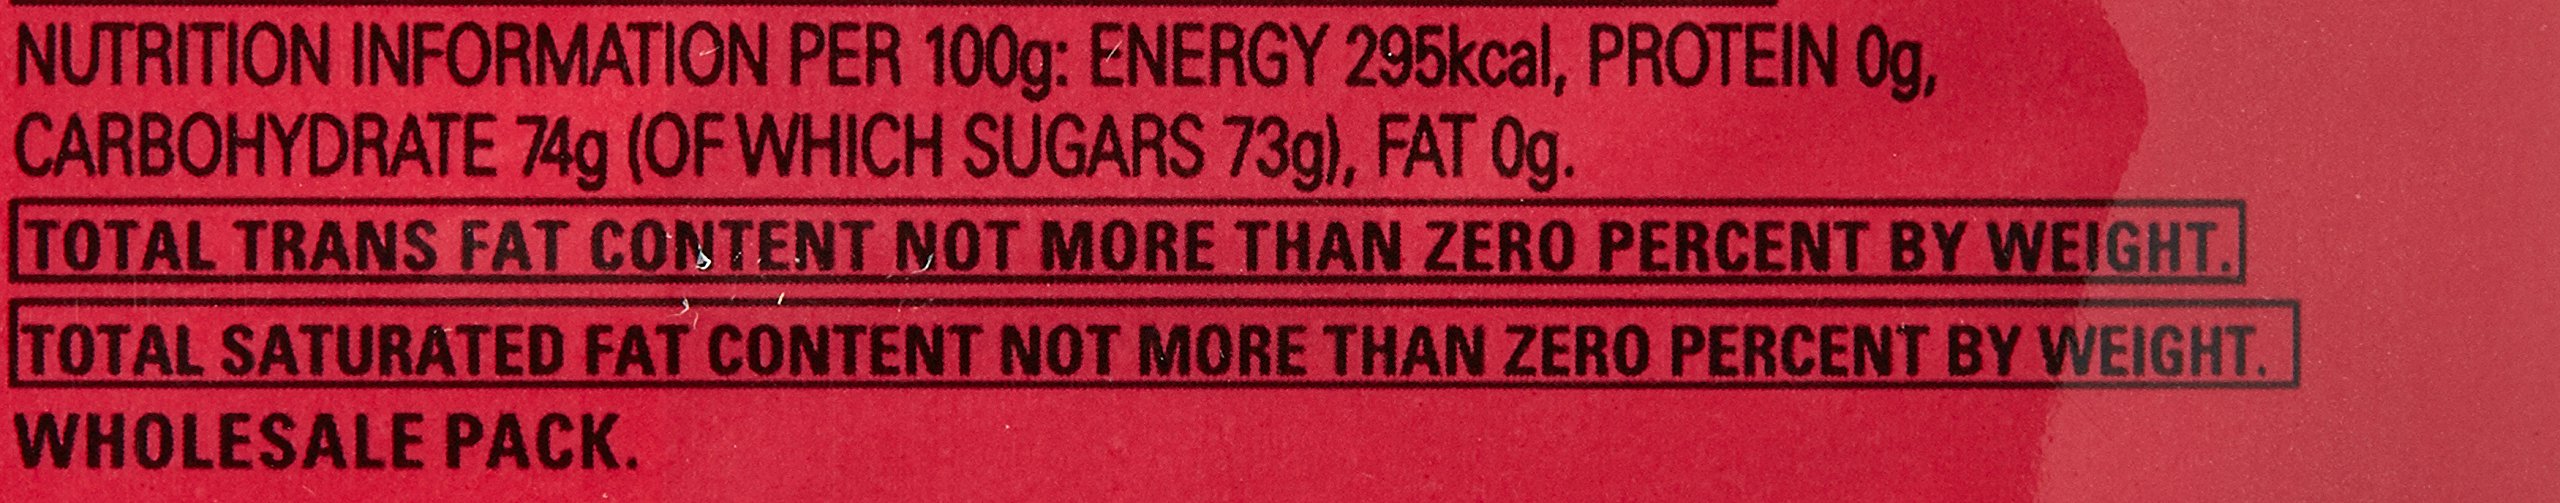 NUTRITION INFORMATION PER 100g: ENERGY 295kcal, PROTEIN 0g,
CARBOHYDRATE 74g (OF WHICH SUGARS 73g), FAT 0g.
TOTAL TRANS FAT CONTENT NOT MORE THAN ZERO PERCENT BY WEIGHT.
TOTAL SATURATED FAT CONTENT NOT MORE THAN ZERO PERCENT BY WEIGHT.
WHOLESALE PACK.